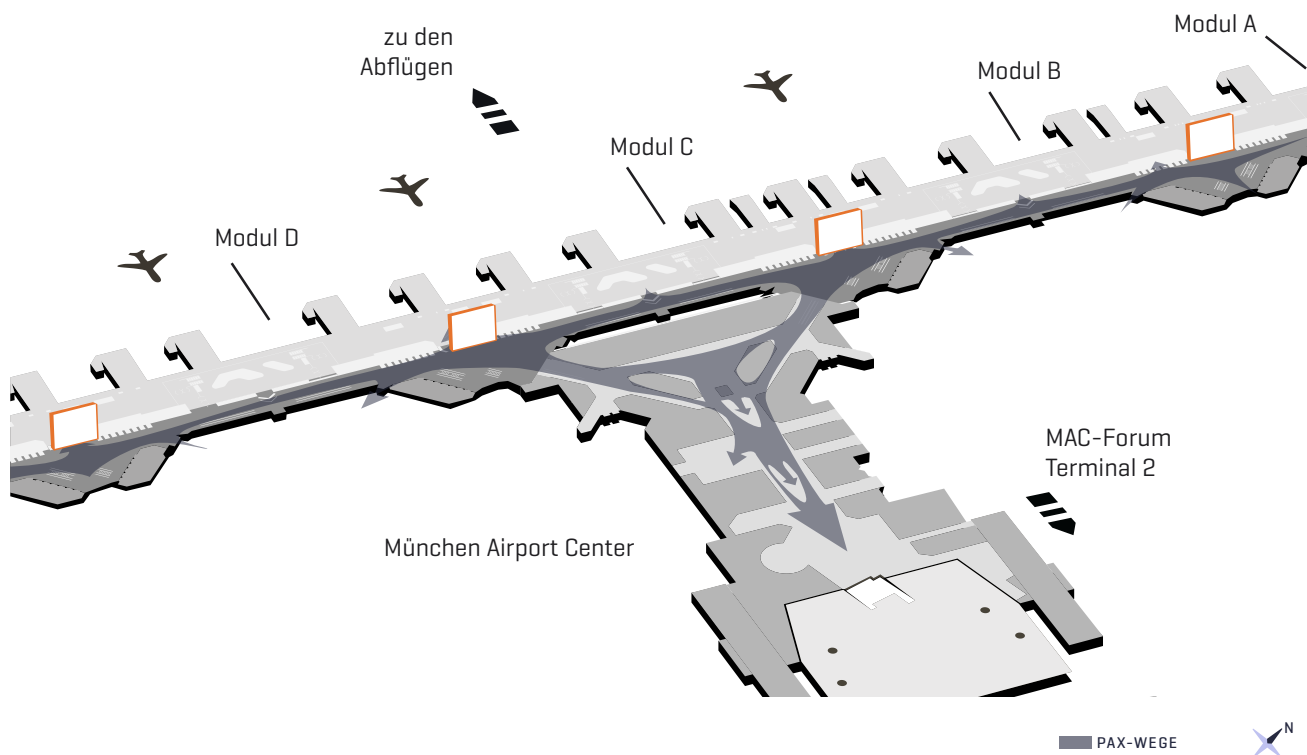 zu den
Abflügen
Modul A
Modul B
Modul C
Modul D
MAC-Forum
Terminal 2
München Airport Center
PAX-WEGE
N